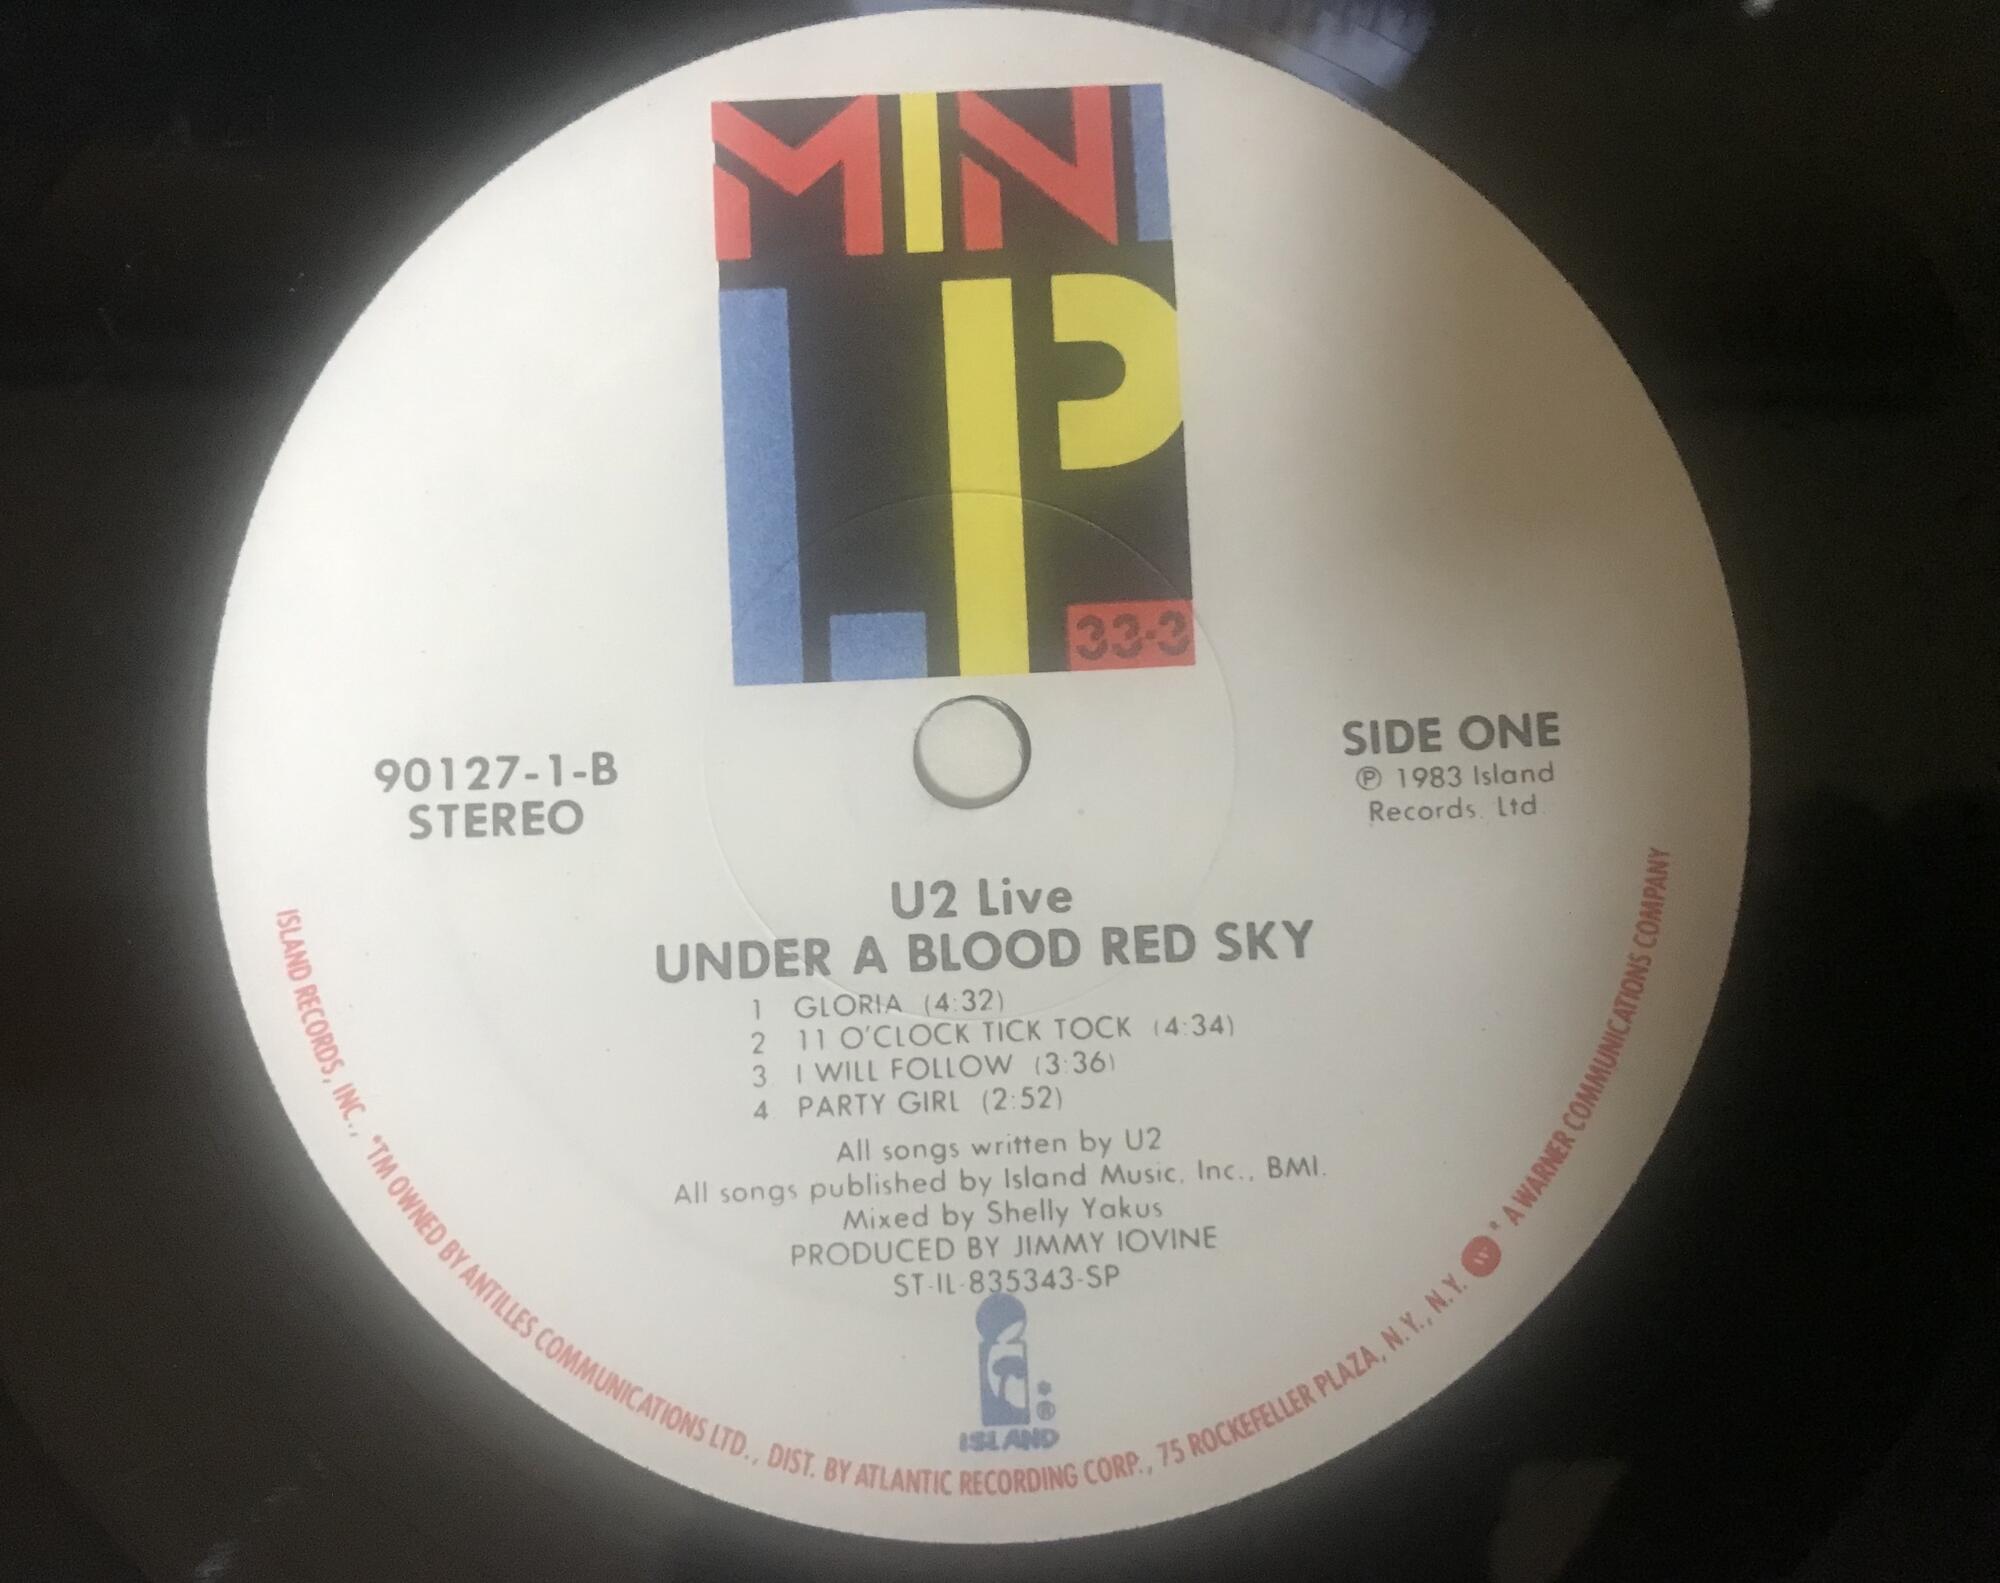 MINI
LP
33·3
90127-1-B
STEREO
SIDE ONE
℗ 1983 Island
Records. Ltd.
U2 Live
UNDER A BLOOD RED SKY
1 GLORIA (4:32)
2 11 O'CLOCK TICK TOCK (4:34)
3 I WILL FOLLOW (3:36)
4 PARTY GIRL (2:52)
All songs written by U2
All songs published by Island Music, Inc., BMI.
Mixed by Shelly Yakus
PRODUCED BY JIMMY IOVINE
ST-IL-835343-SP
*®
ISLAND
ISLAND RECORDS, INC., *TM OWNED BY ANTILLES COMMUNICATIONS LTD., DIST. BY ATLANTIC RECORDING CORP., 75 ROCKEFELLER PLAZA, N.Y., N.Y. W ® A WARNER COMMUNICATIONS COMPANY